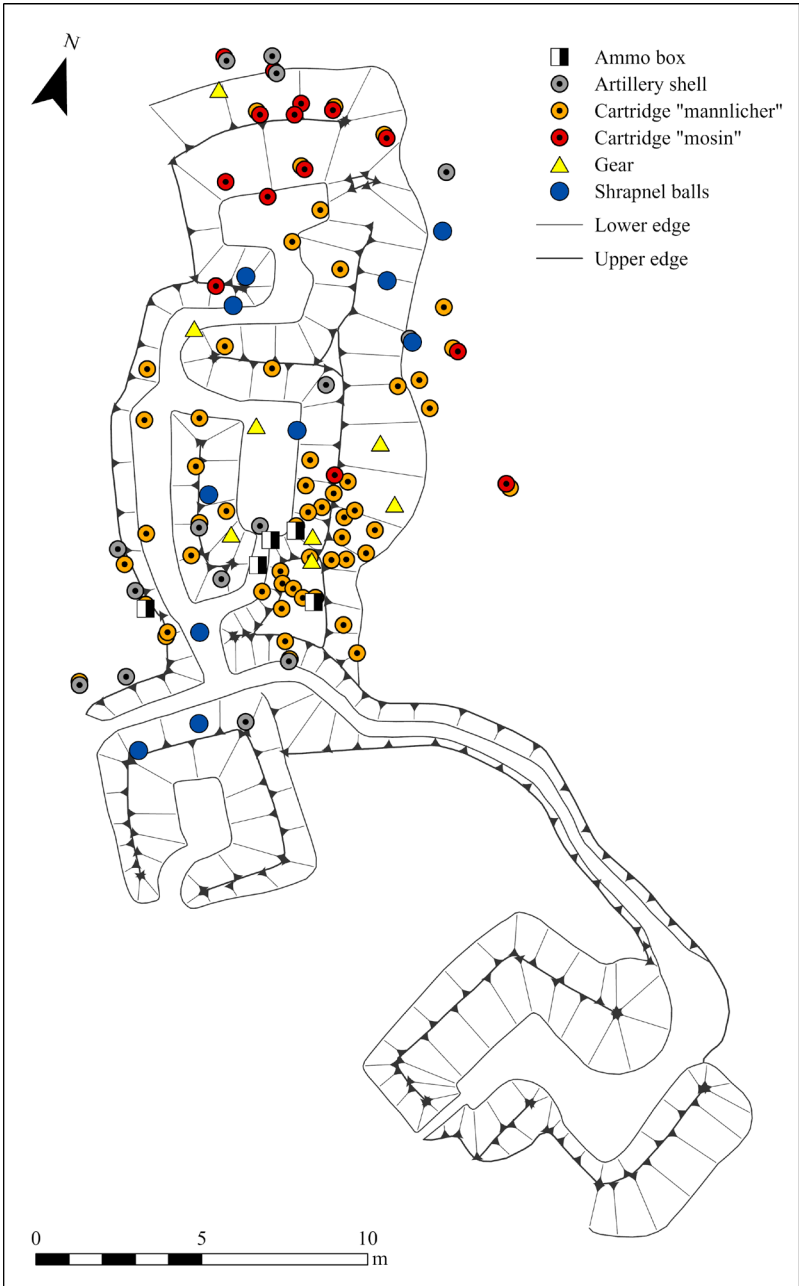 N
Ammo box
Artillery shell
Cartridge "mannlicher"
Cartridge "mosin"
Gear
Shrapnel balls
Lower edge
Upper edge
0 5 10
m